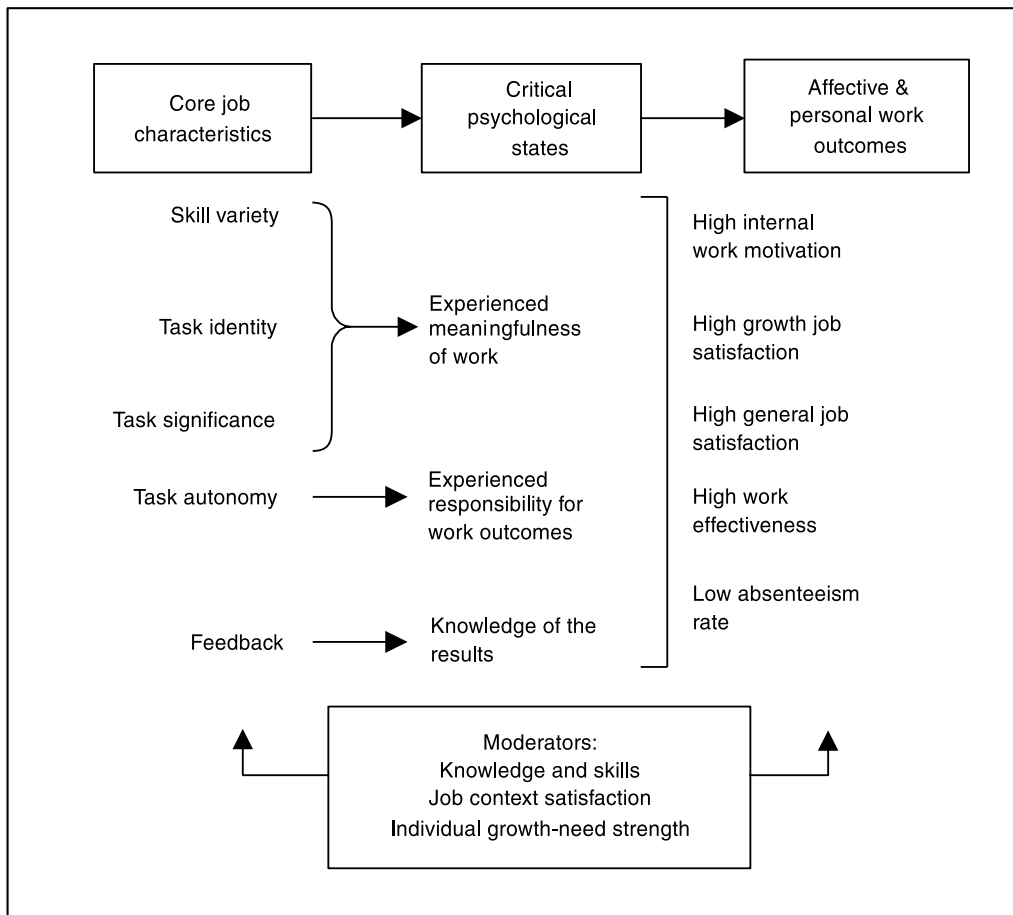 Core job
characteristics
Critical
psychological
states
Affective &
personal work
outcomes
Skill variety
Task identity
Task significance
Task autonomy
Feedback
Experienced
meaningfulness
of work
Experienced
responsibility for
work outcomes
Knowledge of the
results
High internal
work motivation
High growth job
satisfaction
High general job
satisfaction
High work
effectiveness
Low absenteeism
rate
Moderators:
Knowledge and skills
Job context satisfaction
Individual growth-need strength